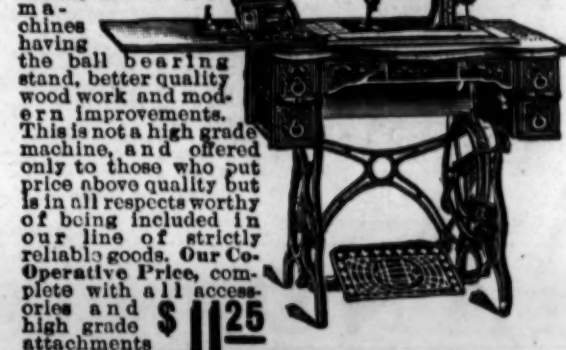 ma-
chines
having
the ball bearing
stand, better quality
wood work and mod-
ern improvements.
This is not a high grade
machine, and offered
only to those who put
price above quality but
is in all respects worthy
of being included in
our line of strictly
reliable goods. Our Co-
Operative Price, com-
plete with all access-
ories and
high grade
attachments
$11.25